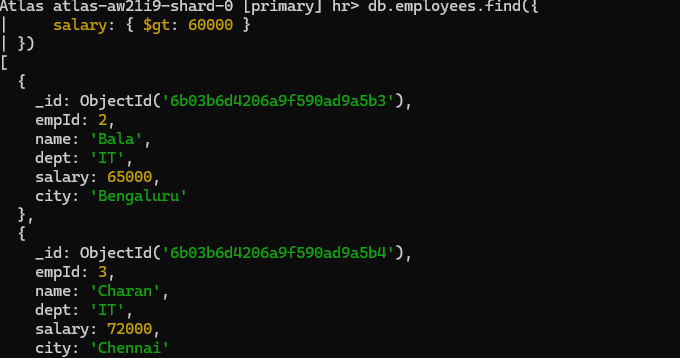 Atlas atlas-aw21i9-shard-0 [primary] hr> db.employees.find({
|     salary: { $gt: 60000 }
| })
[
  {
    _id: ObjectId('6b03b6d4206a9f590ad9a5b3'),
    empId: 2,
    name: 'Bala',
    dept: 'IT',
    salary: 65000,
    city: 'Bengaluru'
  },
  {
    _id: ObjectId('6b03b6d4206a9f590ad9a5b4'),
    empId: 3,
    name: 'Charan',
    dept: 'IT',
    salary: 72000,
    city: 'Chennai'